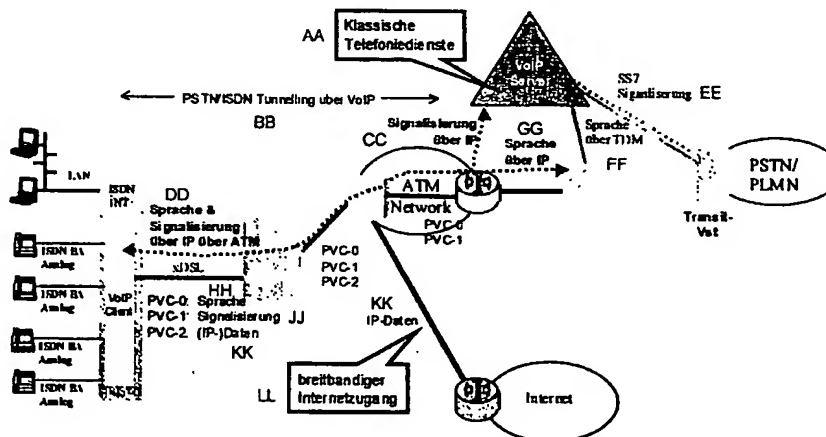 AA
Klassische
Telefoniedienste
VoIP
Server
SS7
Signalisierung
EE
PSTN/ISDN Tunnelling über VoIP
BB
CC
Signalisierung
über IP
GG
Sprache
über IP
Sprache
über TDM
FF
PSTN/
PLMN
Transit-
Vst
LAN
ISDN
DD
Sprache &
Signalisierung
über IP über ATM
ATM
Network
PVC-0
PVC-1
xDSL
PVC-0
PVC-1
PVC-2
ISDN BA
Analog
ISDN BA
Analog
ISDN BA
Analog
ISDN BA
Analog
VoIP
Client
HH
PVC-0: Sprache
PVC-1: Signalisierung
PVC-2. (IP-)Daten
JJ
KK
KK
IP-Daten
LL
breitbandiger
Internetzugang
Internet